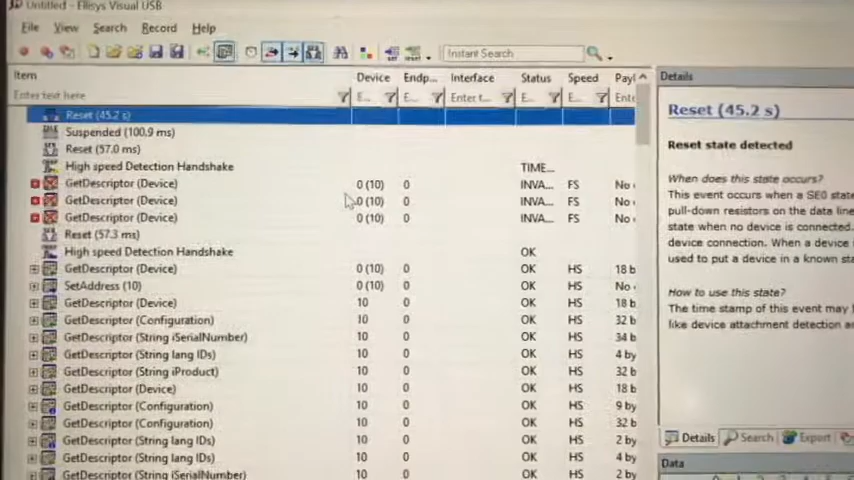 Untitled - Ellisys Visual USB
File View Search Record Help
Instant Search
Item Device Endp... Interface Status Speed Payl
Enter text here E... E... Enter t... E... E... Ente
Reset (45.2 s)
Suspended (100.9 ms)
Reset (57.0 ms)
High speed Detection Handshake TIME...
GetDescriptor (Device) 0 (10) 0 INVA... FS No
GetDescriptor (Device) 0 (10) 0 INVA... FS No
GetDescriptor (Device) 0 (10) 0 INVA... FS No
Reset (57.3 ms)
High speed Detection Handshake OK
GetDescriptor (Device) 0 (10) 0 OK HS 18 b
SetAddress (10) 0 (10) 0 OK HS No
GetDescriptor (Device) 10 0 OK HS 18 b
GetDescriptor (Configuration) 10 0 OK HS 32 b
GetDescriptor (String iSerialNumber) 10 0 OK HS 34 b
GetDescriptor (String lang IDs) 10 0 OK HS 4 by
GetDescriptor (String iProduct) 10 0 OK HS 32 b
GetDescriptor (Device) 10 0 OK HS 18 b
GetDescriptor (Configuration) 10 0 OK HS 9 by
GetDescriptor (Configuration) 10 0 OK HS 32 b
GetDescriptor (String lang IDs) 10 0 OK HS 2 by
GetDescriptor (String lang IDs) 10 0 OK HS 4 by
GetDescriptor (String iSerialNumber) 10 0 OK HS 2 by
Details
Reset (45.2 s)
Reset state detected
When does this state occurs?
This event occurs when a SE0 state
pull-down resistors on the data line
state when no device is connected.
device connection. When a device
used to put a device in a known sta
How to use this state?
The time stamp of this event may
like device attachment detection a
Details Search Export
Data